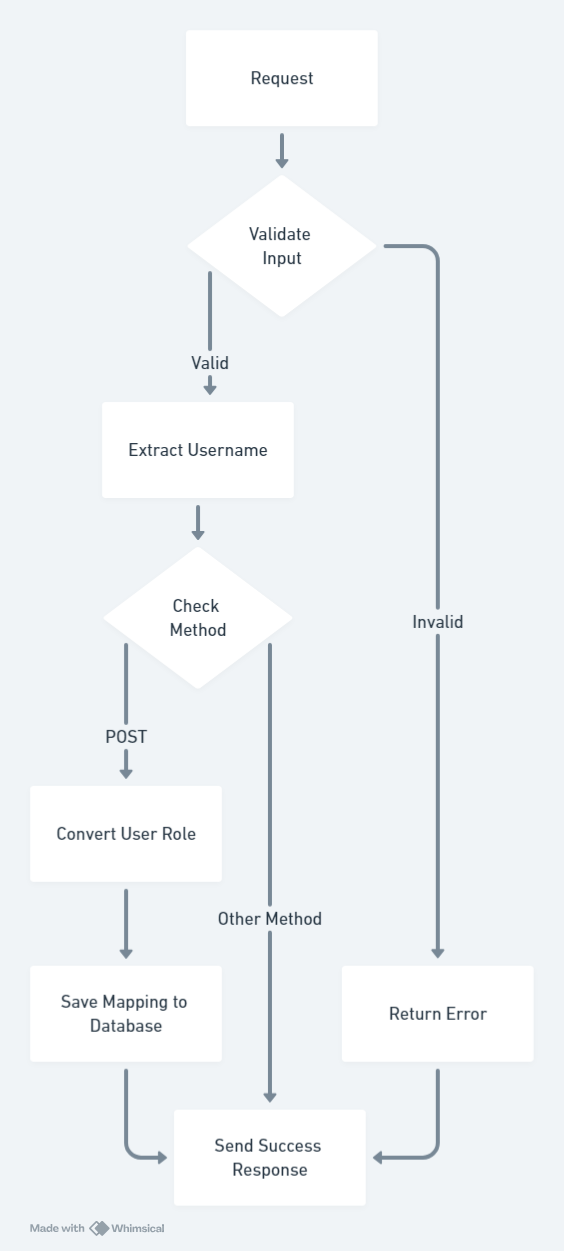 Request
Validate
Input
Valid
Extract Username
Check
Method
Invalid
POST
Convert User Role
Other Method
Save Mapping to
Database
Return Error
Send Success
Response
Made with Whimsical